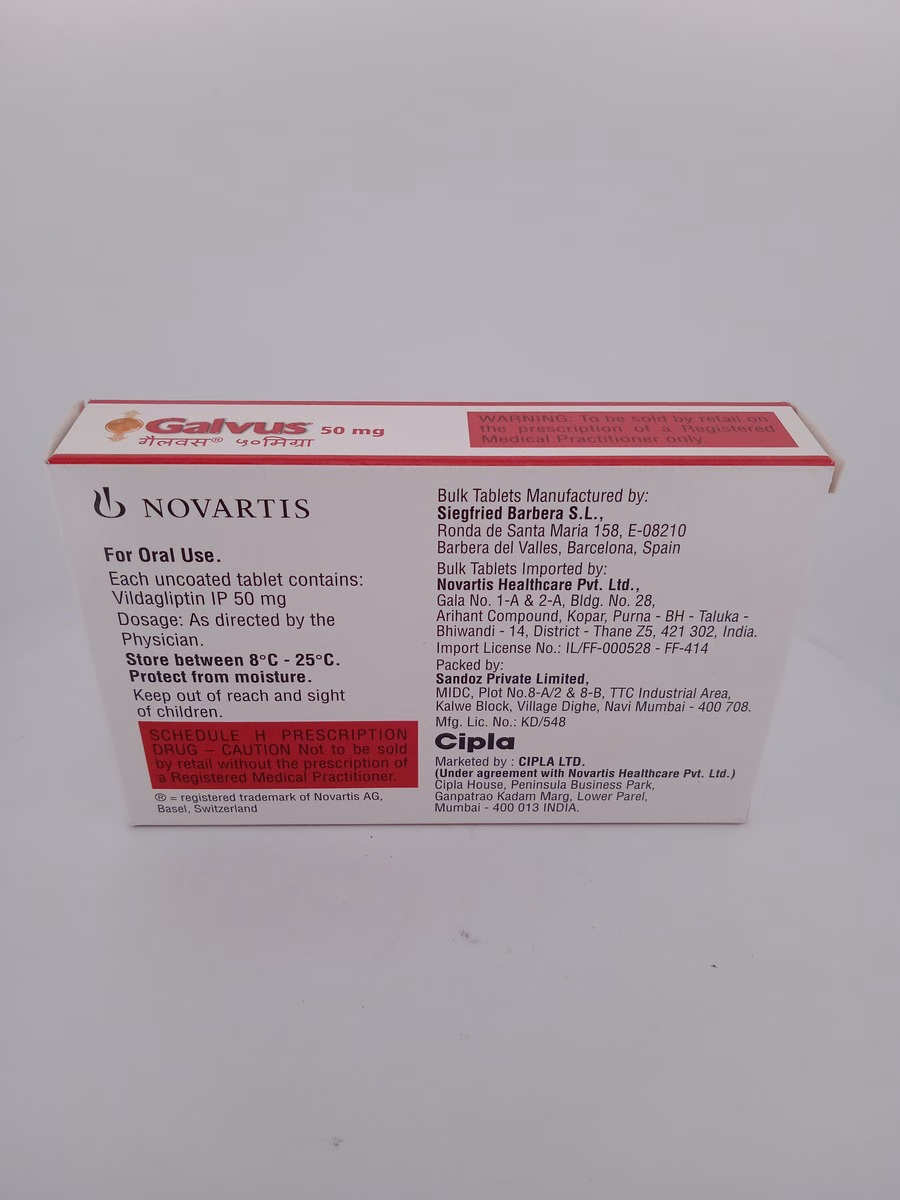 Galvus 50 mg
गैलवस® ५०मिग्रा
WARNING: To be sold by retail on
the prescription of a Registered
Medical Practitioner only.
NOVARTIS
For Oral Use.
Each uncoated tablet contains:
Vildagliptin IP 50 mg
Dosage: As directed by the
Physician.
Store between 8°C - 25°C.
Protect from moisture.
Keep out of reach and sight
of children.
SCHEDULE H PRESCRIPTION
DRUG – CAUTION Not to be sold
by retail without the prescription of
a Registered Medical Practitioner.
® = registered trademark of Novartis AG,
Basel, Switzerland
Bulk Tablets Manufactured by:
Siegfried Barbera S.L.,
Ronda de Santa Maria 158, E-08210
Barbera del Valles, Barcelona, Spain
Bulk Tablets Imported by:
Novartis Healthcare Pvt. Ltd.,
Gala No. 1-A & 2-A, Bldg. No. 28,
Arihant Compound, Kopar, Purna - BH - Taluka -
Bhiwandi - 14, District - Thane Z5, 421 302, India.
Import License No.: IL/FF-000528 - FF-414
Packed by:
Sandoz Private Limited,
MIDC, Plot No.8-A/2 & 8-B, TTC Industrial Area,
Kalwe Block, Village Dighe, Navi Mumbai - 400 708.
Mfg. Lic. No.: KD/548
Cipla
Marketed by : CIPLA LTD.
(Under agreement with Novartis Healthcare Pvt. Ltd.)
Cipla House, Peninsula Business Park,
Ganpatrao Kadam Marg, Lower Parel,
Mumbai - 400 013 INDIA.